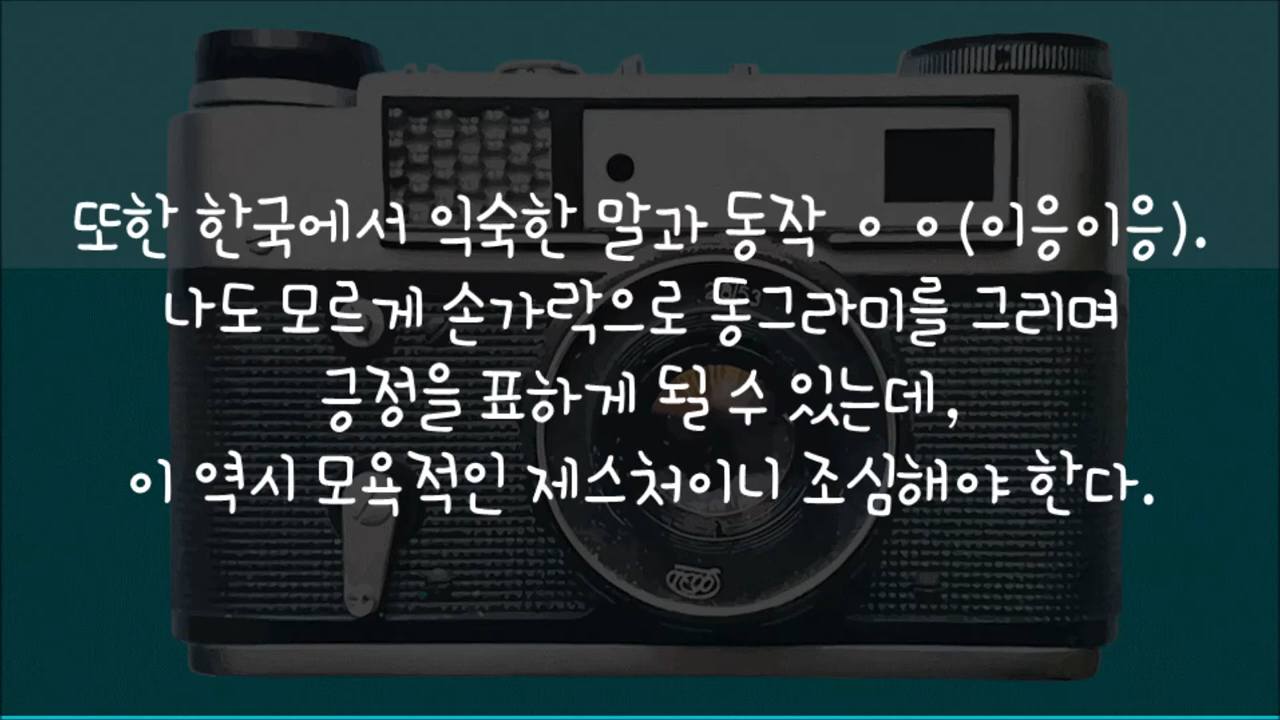 또한 한국에서 익숙한 말과 동작 ㅇㅇ(이응이응).
나도 모르게 손가락으로 동그라미를 그리며
긍정을 표하게 될 수 있는데,
이 역시 모욕적인 제스처이니 조심해야 한다.